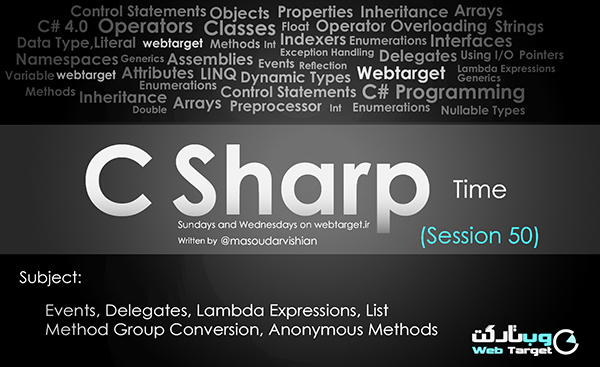 Control Statements Objects Properties Inheritance Arrays
C# 4.0 Operators Classes Float Operator Overloading Strings
Data Type,Literal webtarget Methods Int Indexers Enumerations Interfaces
Namespaces Generics Assemblies Events Exception Handling Delegates Using I/O Pointers
Variable webtarget Attributes LINQ Reflection Dynamic Types Webtarget Lambda Expressions Generics
Methods Inheritance Enumerations Control Statements C# Programming
Double Arrays Preprocessor Int Enumerations Nullable Types
C Sharp Time
Sundays and Wednesdays on webtarget.ir
Written by @masoudarvishian
(Session 50)
Subject:
Events, Delegates, Lambda Expressions, List
Method Group Conversion, Anonymous Methods
وب تارگت
Web Target